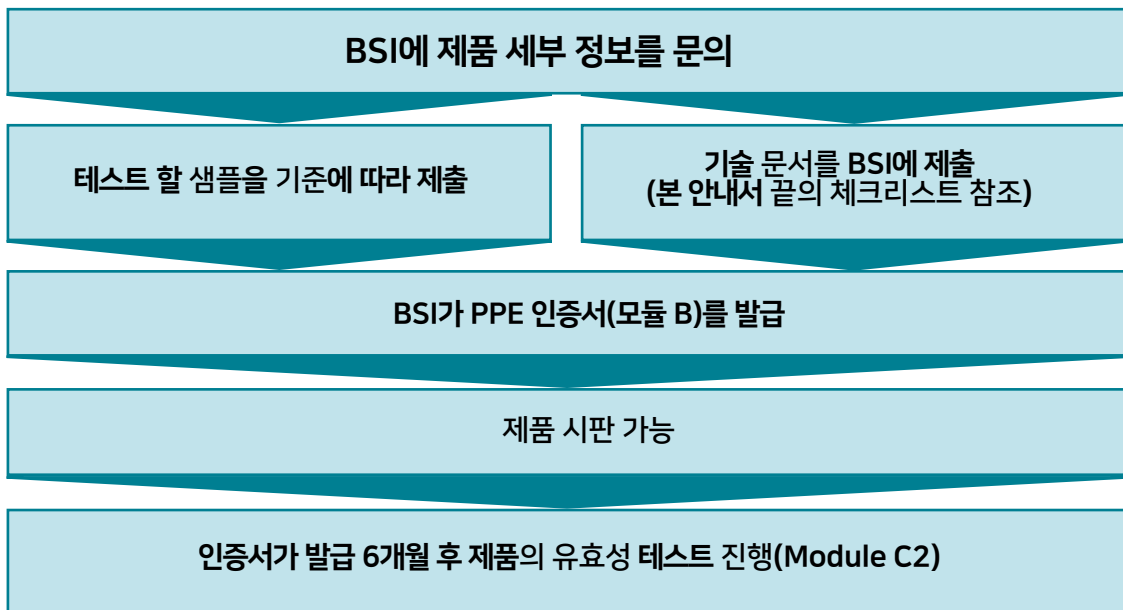 BSI에 제품 세부 정보를 문의
테스트 할 샘플을 기준에 따라 제출
기술 문서를 BSI에 제출
(본 안내서 끝의 체크리스트 참조)
BSI가 PPE 인증서(모듈 B)를 발급
제품 시판 가능
인증서가 발급 6개월 후 제품의 유효성 테스트 진행(Module C2)